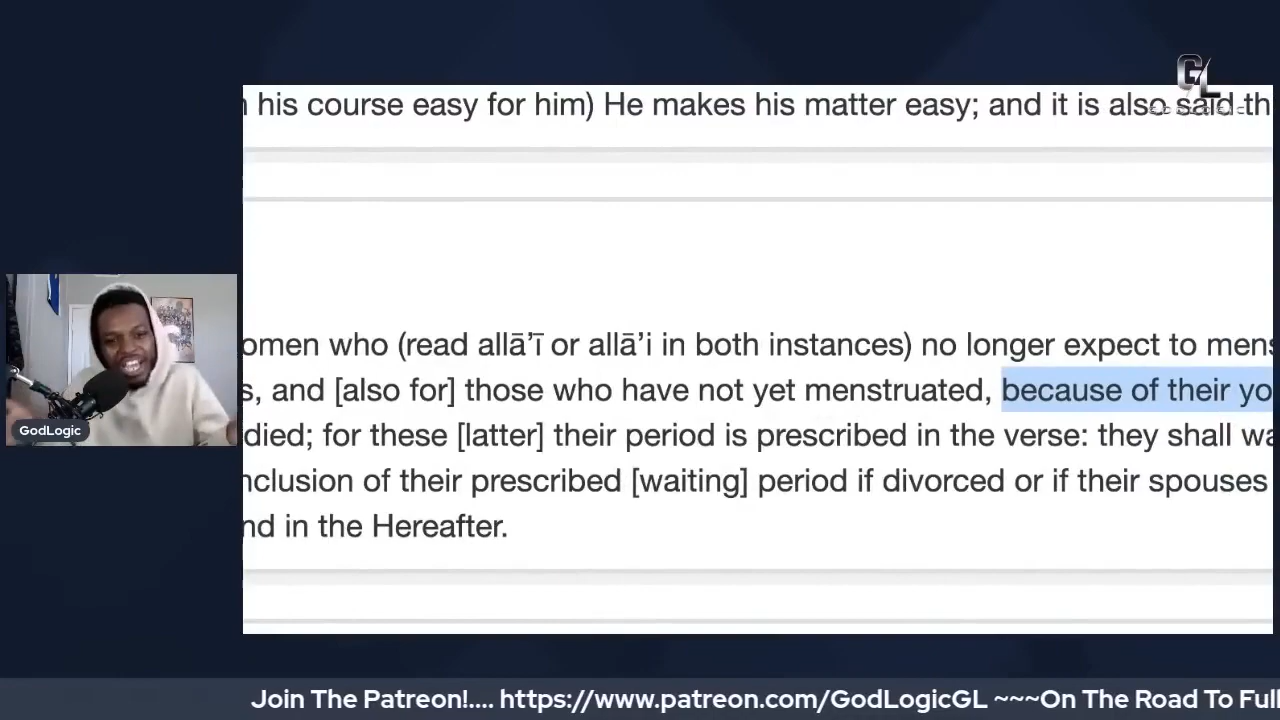 GL
his course easy for him) He makes his matter easy; and it is also said th
omen who (read allā’ī or allā’i in both instances) no longer expect to mens
s, and [also for] those who have not yet menstruated, because of their yo
died; for these [latter] their period is prescribed in the verse: they shall wa
nclusion of their prescribed [waiting] period if divorced or if their spouses
nd in the Hereafter.
GodLogic
Join The Patreon!.... https://www.patreon.com/GodLogicGL ~~~On The Road To Full